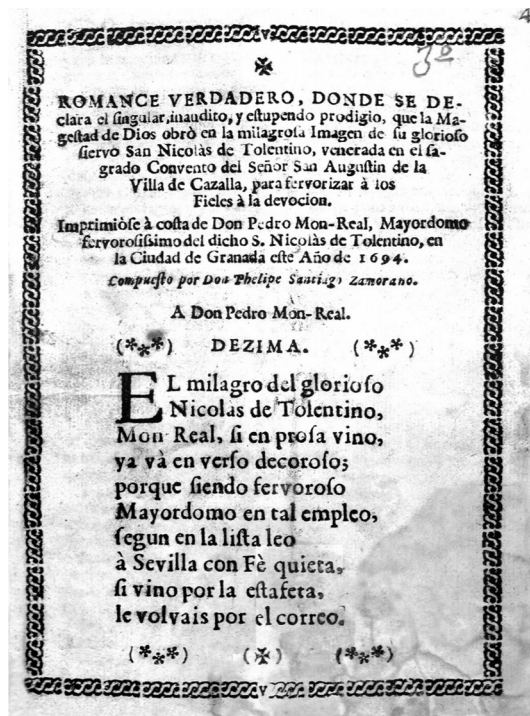 3º
✠
ROMANCE VERDADERO, DONDE SE DE-
clara el ſingular, inaudito, y eſtupendo prodigio, que la Ma-
geſtad de Dios obrò en la milagroſa Imagen de ſu glorioſo
ſiervo San Nicolàs de Tolentino, venerada en el ſa-
grado Convento del Señor San Auguſtin de la
Villa de Cazalla, para fervorizar à los
Fieles à la devocion.
Imprimiòſe à coſta de Don Pedro Mon-Real, Mayordomo
fervoroſiſſimo del dicho S. Nicolàs de Tolentino, en
la Ciudad de Granada eſte Año de 1694.
Compueſto por Don Phelipe Santiago Zamorano.
A Don Pedro Mon-Real.
(***) DEZIMA. (***)
EL milagro del glorioſo
Nicolas de Tolentino,
Mon Real, ſi en proſa vino,
ya và en verſo decoroſo;
porque ſiendo fervoroſo
Mayordomo en tal empleo,
ſegun en la liſta leo
à Sevilla con Fè quieta,
ſi vino por la eſtafeta,
le volvais por el correo.
(***) (✠) (***)